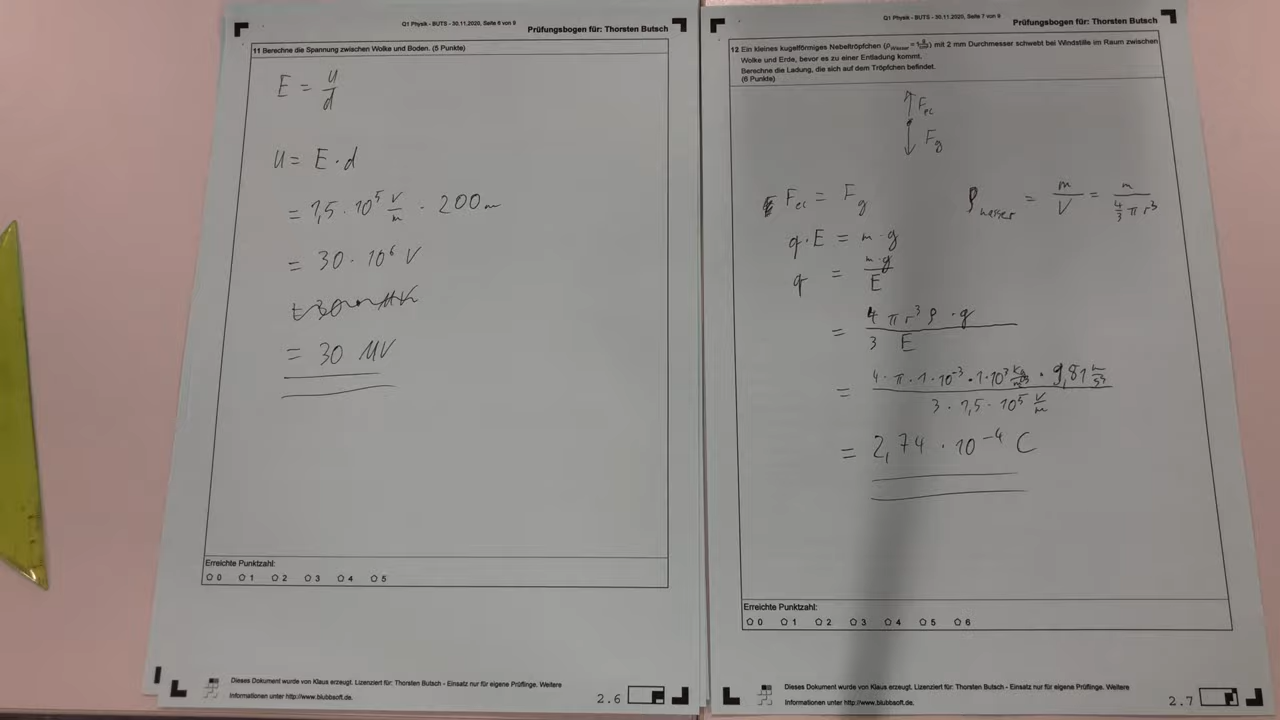 Q1 Physik - BUTS - 30.11.2020, Seite 6 von 9
Prüfungsbogen für: Thorsten Butsch
11 Berechne die Spannung zwischen Wolke und Boden. (5 Punkte)
E = U/d
U = E · d
= 1,5 · 10⁵ V/m · 200m
= 30 · 10⁶ V
= 30 MV
Erreichte Punktzahl:
0 1 2 3 4 5
Dieses Dokument wurde von Klaus erzeugt. Lizenziert für: Thorsten Butsch - Einsatz nur für eigene Prüflinge. Weitere
Informationen unter http://www.blubbsoft.de.
2.6
Q1 Physik - BUTS - 30.11.2020, Seite 7 von 9
Prüfungsbogen für: Thorsten Butsch
12 Ein kleines kugelförmiges Nebeltröpfchen (ρWasser = ) mit 2 mm Durchmesser schwebt bei Windstille im Raum zwischen
Wolke und Erde, bevor es zu einer Entladung kommt.
Berechne die Ladung, die sich auf dem Tröpfchen befindet.
(6 Punkte)
↑ Fel
↓ Fg
Fel = Fg
ρWasser = m/V = m/(4/3 π r³)
q · E = m · g
q = m · g / E
= 4 π r³ ρ · g / 3 E
= 4 · π · 1 · 10⁻³ · 1 · 10³ kg/m³ · 9,81 m/s² / 3 · 1,5 · 10⁵ V/m
= 2,74 · 10⁻⁴ C
Erreichte Punktzahl:
0 1 2 3 4 5 6
Dieses Dokument wurde von Klaus erzeugt. Lizenziert für: Thorsten Butsch - Einsatz nur für eigene Prüflinge. Weitere
Informationen unter http://www.blubbsoft.de.
2.7